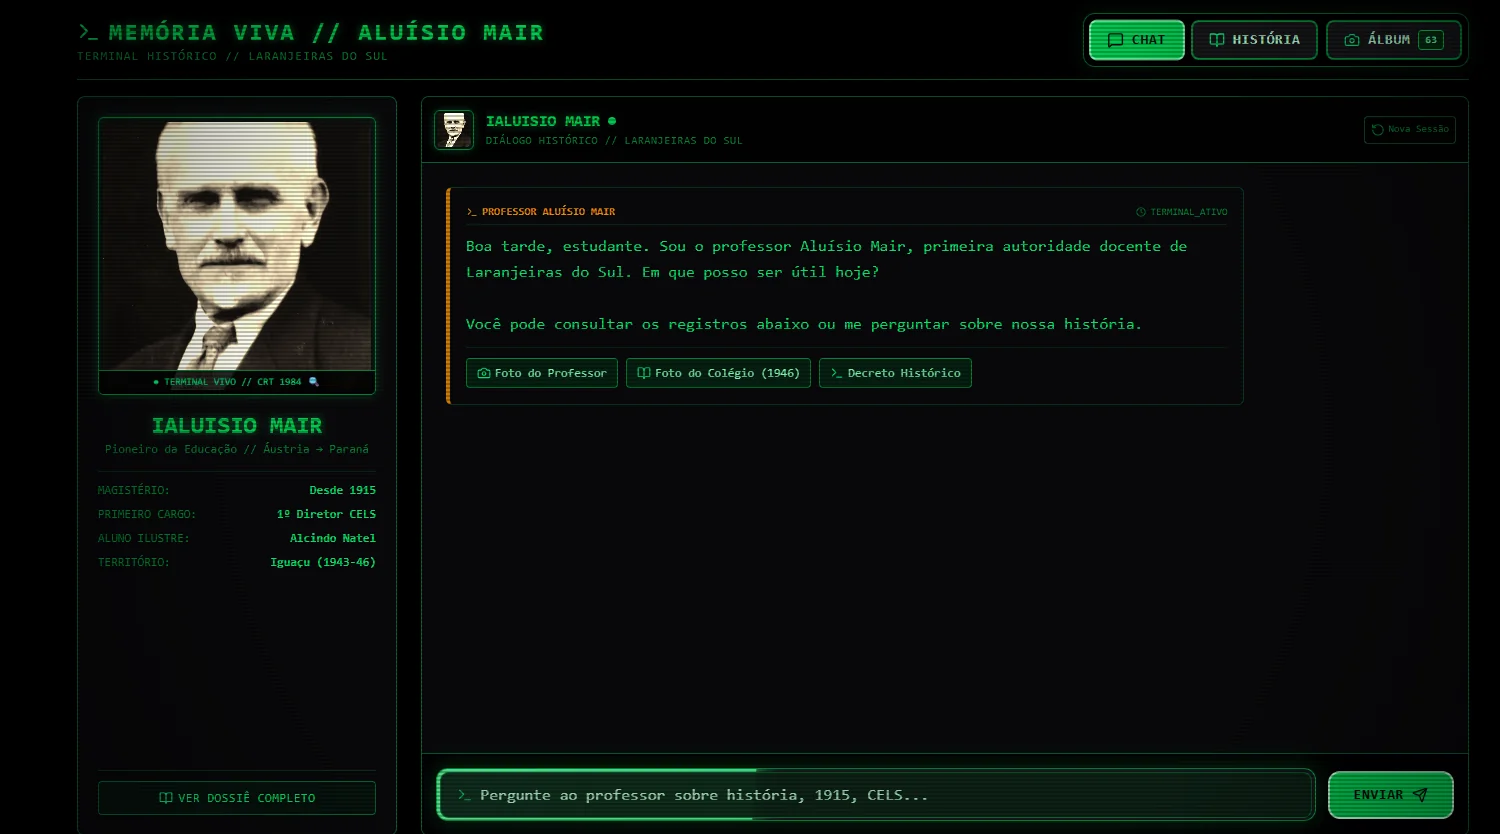 >_ MEMÓRIA VIVA // ALUÍSIO MAIR
TERMINAL HISTÓRICO // LARANJEIRAS DO SUL
CHAT
HISTÓRIA
ÁLBUM 63
TERMINAL VIVO // CRT 1984
IALUISIO MAIR
Pioneiro da Educação // Áustria → Paraná
MAGISTÉRIO: Desde 1915
PRIMEIRO CARGO: 1º Diretor CELS
ALUNO ILUSTRE: Alcindo Natel
TERRITÓRIO: Iguaçu (1943-46)
VER DOSSIÊ COMPLETO
IALUISIO MAIR
DIÁLOGO HISTÓRICO // LARANJEIRAS DO SUL
Nova Sessão
>_ PROFESSOR ALUÍSIO MAIR
TERMINAL_ATIVO
Boa tarde, estudante. Sou o professor Aluísio Mair, primeira autoridade docente de
Laranjeiras do Sul. Em que posso ser útil hoje?
Você pode consultar os registros abaixo ou me perguntar sobre nossa história.
Foto do Professor
Foto do Colégio (1946)
>_ Decreto Histórico
>_ Pergunte ao professor sobre história, 1915, CELS...
ENVIAR